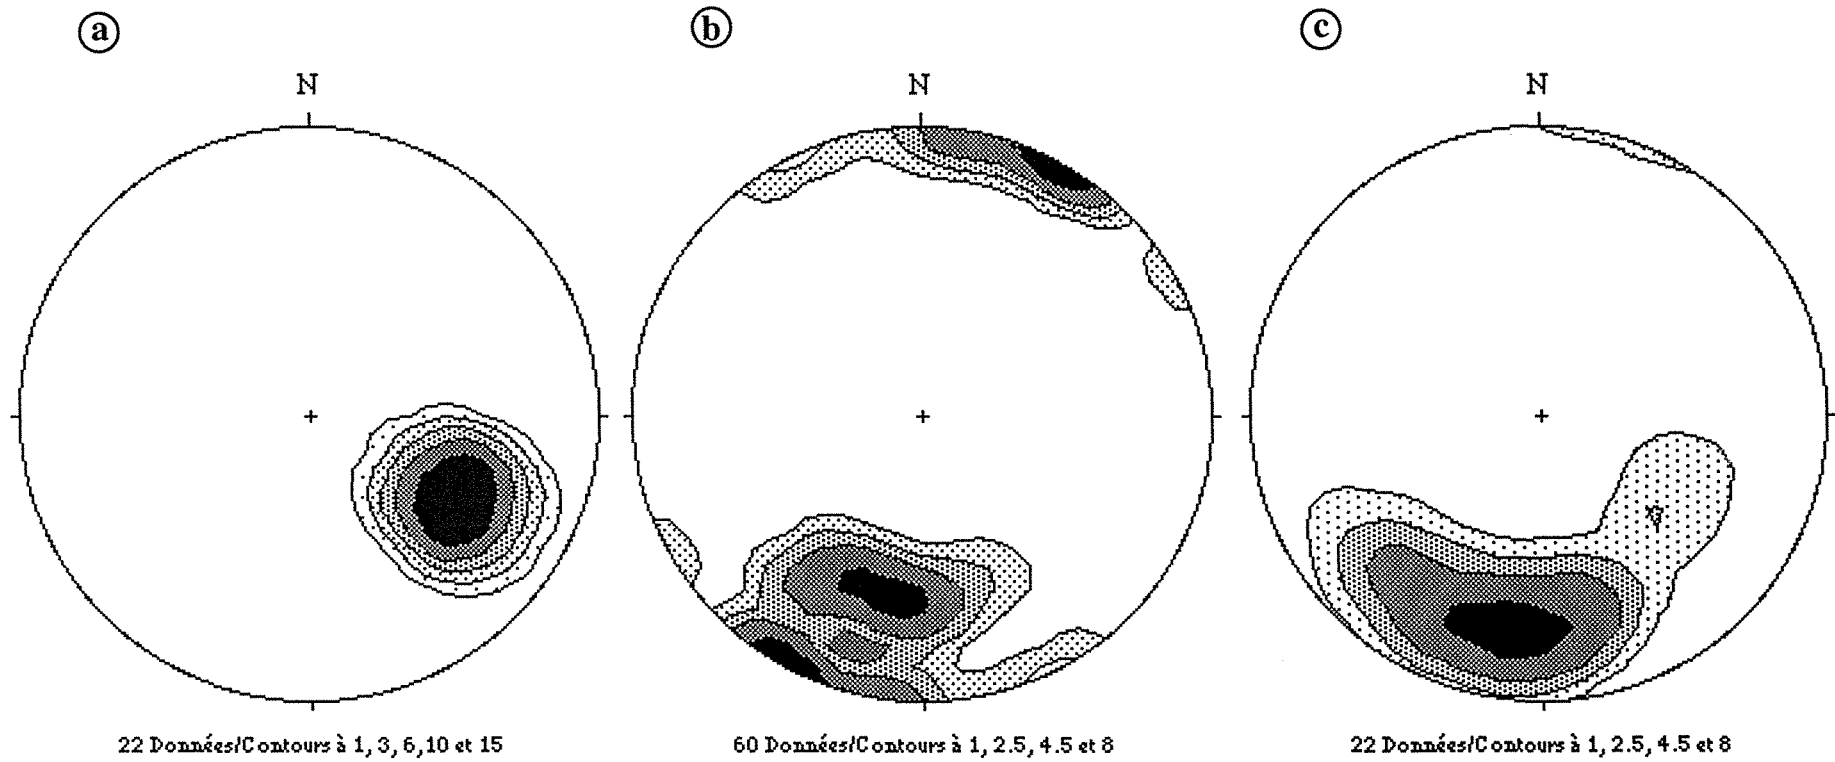 a b c
N N N
22 Données/Contours à 1, 3, 6, 10 et 15 60 Données/Contours à 1, 2.5, 4.5 et 8 22 Données/Contours à 1, 2.5, 4.5 et 8